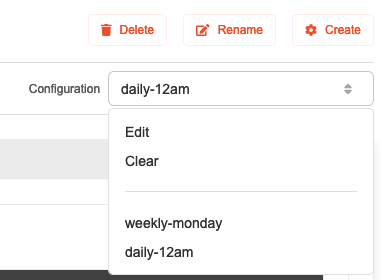 Delete Rename Create
Configuration daily-12am
Edit
Clear
weekly-monday
daily-12am